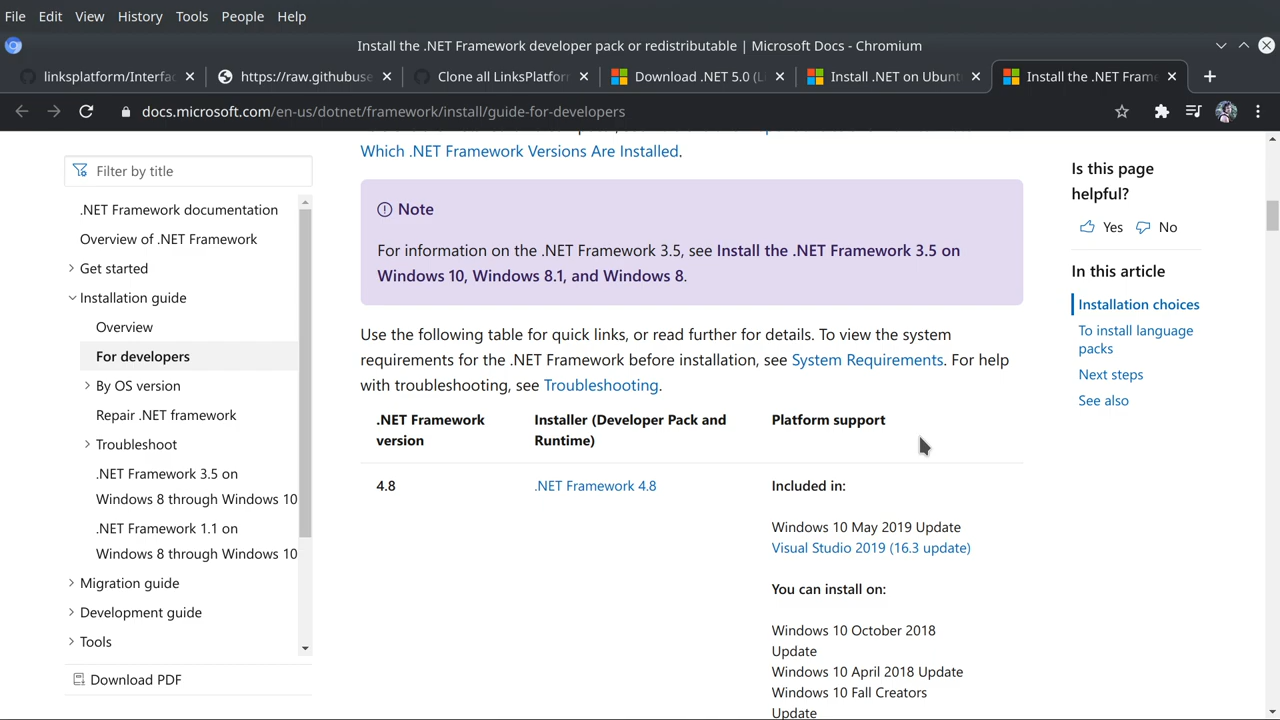 File Edit View History Tools People Help
Install the .NET Framework developer pack or redistributable | Microsoft Docs - Chromium
linksplatform/Interfac https://raw.githubuse Clone all LinksPlatfor Download .NET 5.0 (Li Install .NET on Ubunt Install the .NET Fram
docs.microsoft.com/en-us/dotnet/framework/install/guide-for-developers
Filter by title
.NET Framework documentation
Overview of .NET Framework
Get started
Installation guide
Overview
For developers
By OS version
Repair .NET framework
Troubleshoot
.NET Framework 3.5 on
Windows 8 through Windows 10
.NET Framework 1.1 on
Windows 8 through Windows 10
Migration guide
Development guide
Tools
Download PDF
Which .NET Framework Versions Are Installed.
Note
For information on the .NET Framework 3.5, see Install the .NET Framework 3.5 on
Windows 10, Windows 8.1, and Windows 8.
Use the following table for quick links, or read further for details. To view the system
requirements for the .NET Framework before installation, see System Requirements. For help
with troubleshooting, see Troubleshooting.
.NET Framework
version
Installer (Developer Pack and
Runtime)
Platform support
4.8
.NET Framework 4.8
Included in:
Windows 10 May 2019 Update
Visual Studio 2019 (16.3 update)
You can install on:
Windows 10 October 2018
Update
Windows 10 April 2018 Update
Windows 10 Fall Creators
Update
Is this page
helpful?
Yes No
In this article
Installation choices
To install language
packs
Next steps
See also